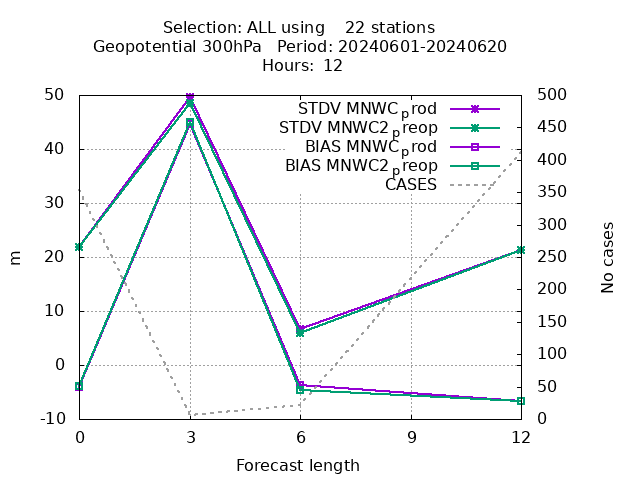 Selection: ALL using    22 stations
Geopotential 300hPa   Period: 20240601-20240620
Hours: 12
STDV MNWC_prod
STDV MNWC2_preop
BIAS MNWC_prod
BIAS MNWC2_preop
CASES
50
40
30
20
10
0
-10
m
500
450
400
350
300
250
200
150
100
50
0
No cases
0 3 6 9 12
Forecast length